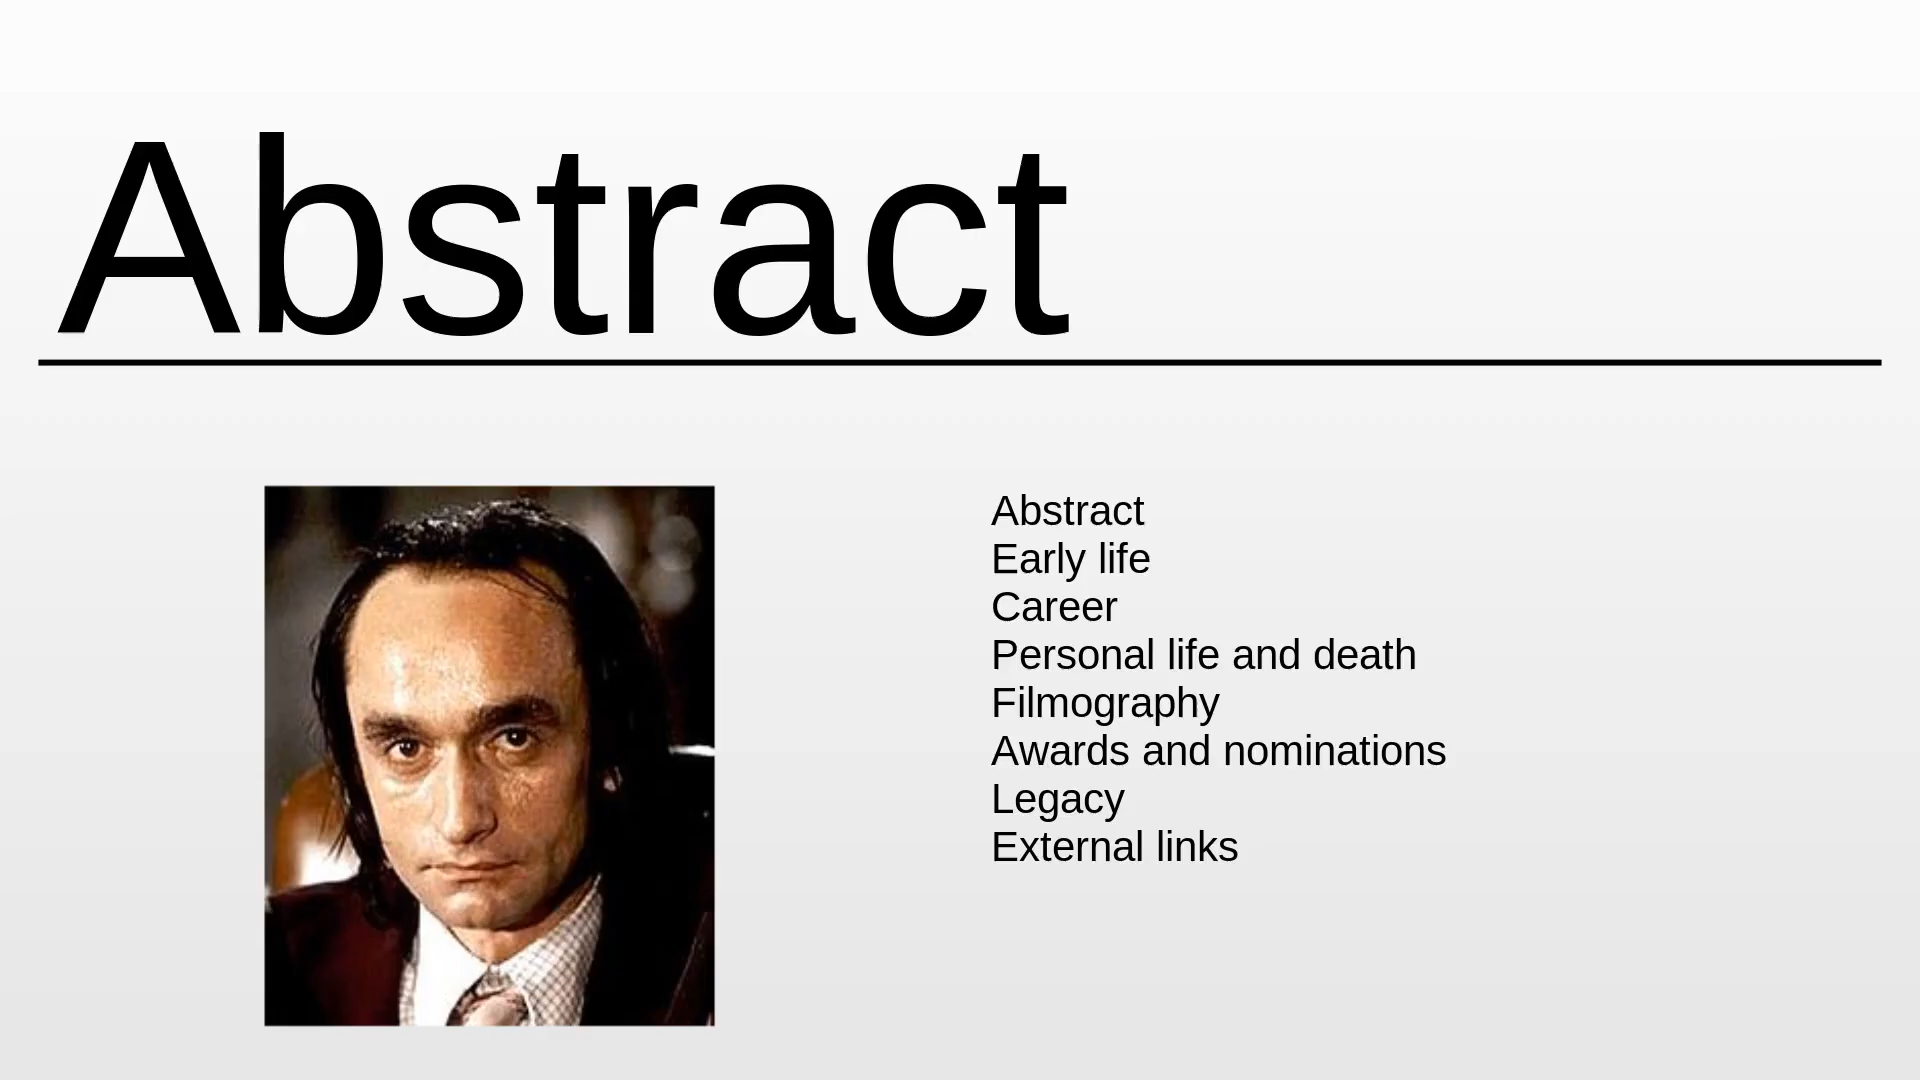 Abstract
Abstract
Early life
Career
Personal life and death
Filmography
Awards and nominations
Legacy
External links